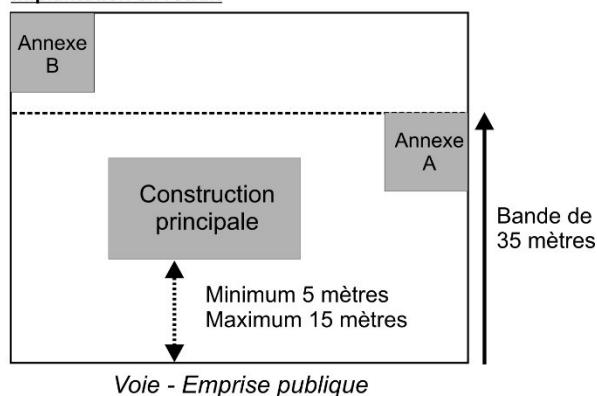 Annexe
B
Annexe
A
Construction
principale
Bande de
35 mètres
Minimum 5 mètres
Maximum 15 mètres
Voie - Emprise publique